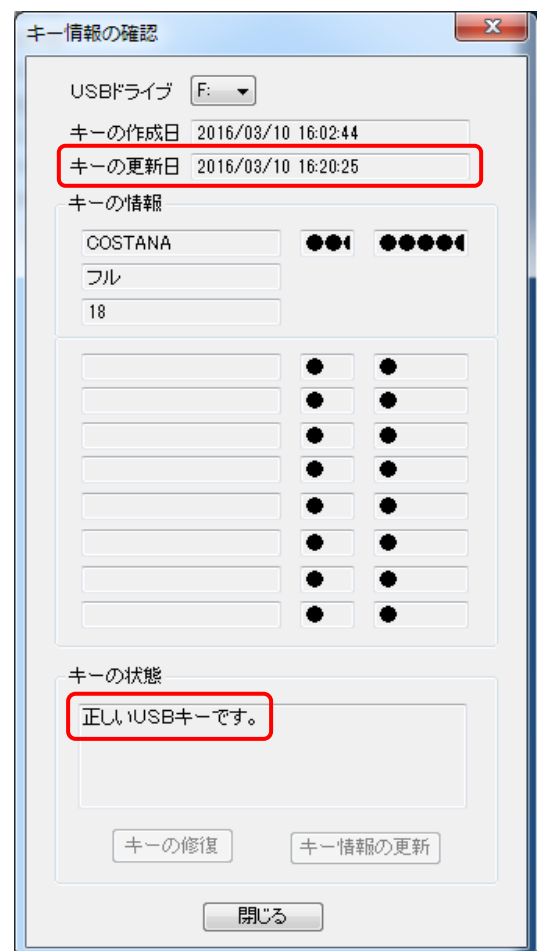 キー情報の確認
USBドライブ F:
キーの作成日 2016/03/10 16:02:44
キーの更新日 2016/03/10 16:20:25
キーの情報
COSTANA ●●● ●●●●●
フル
18
● ●
● ●
● ●
● ●
● ●
● ●
● ●
● ●
キーの状態
正しいUSBキーです。
キーの修復 キー情報の更新
閉じる